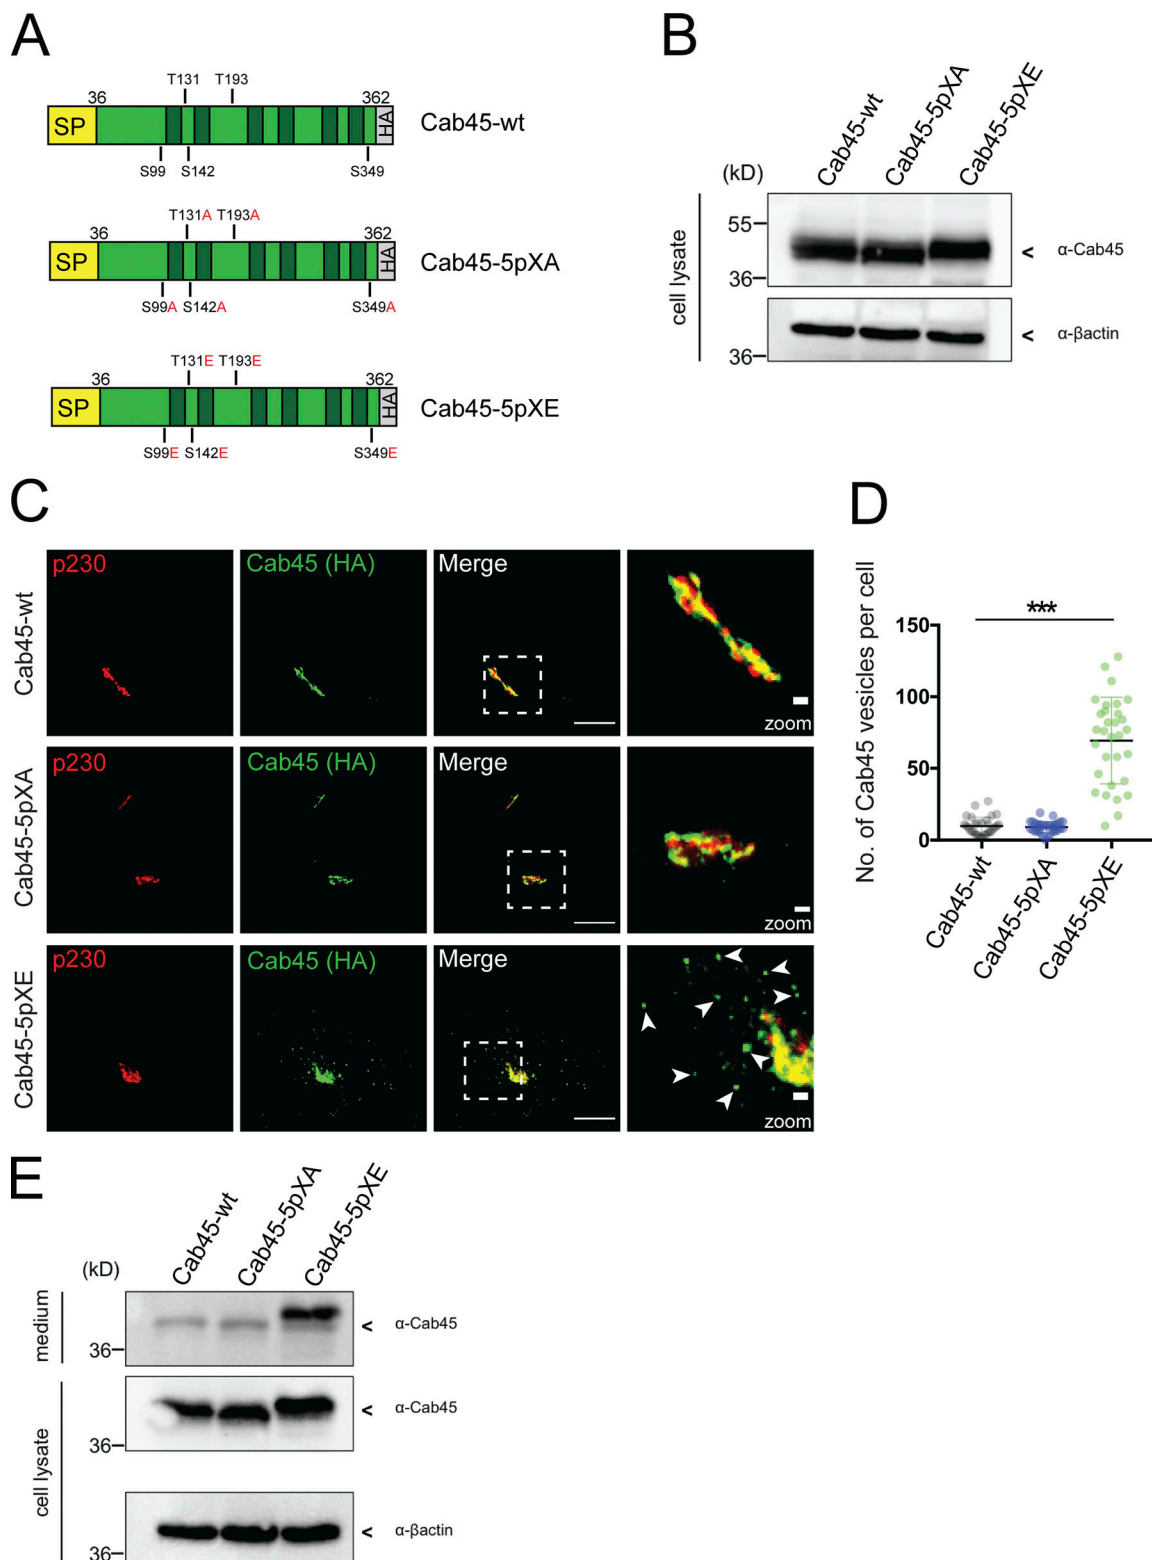 A
T131 T193
36 362
SP HA Cab45-wt
S99 S142 S349
T131A T193A
36 362
SP HA Cab45-5pXA
S99A S142A S349A
T131E T193E
36 362
SP HA Cab45-5pXE
S99E S142E S349E
B
Cab45-wt Cab45-5pXA Cab45-5pXE
(kD)
55
36
< α-Cab45
36
< α-βactin
cell lysate
C
Cab45-wt
p230 Cab45 (HA) Merge
zoom
Cab45-5pXA
p230 Cab45 (HA) Merge
zoom
Cab45-5pXE
p230 Cab45 (HA) Merge
zoom
D
No. of Cab45 vesicles per cell
***
150
100
50
0
Cab45-wt
Cab45-5pXA
Cab45-5pXE
E
Cab45-wt Cab45-5pXA Cab45-5pXE
(kD)
medium
36
< α-Cab45
cell lysate
36
< α-Cab45
36
< α-βactin